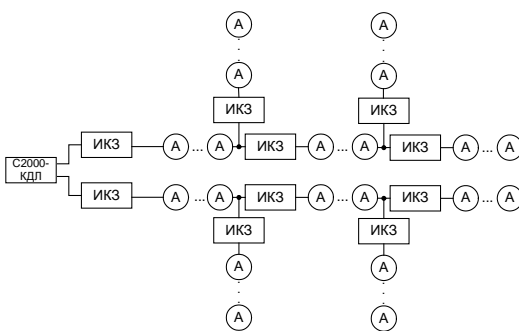 А А
А А
ИКЗ ИКЗ
ИКЗ А ... А ИКЗ А ... А ИКЗ А ... А
С2000-
КДЛ
ИКЗ А ... А ИКЗ А ... А ИКЗ А ... А
ИКЗ ИКЗ
А А
А А